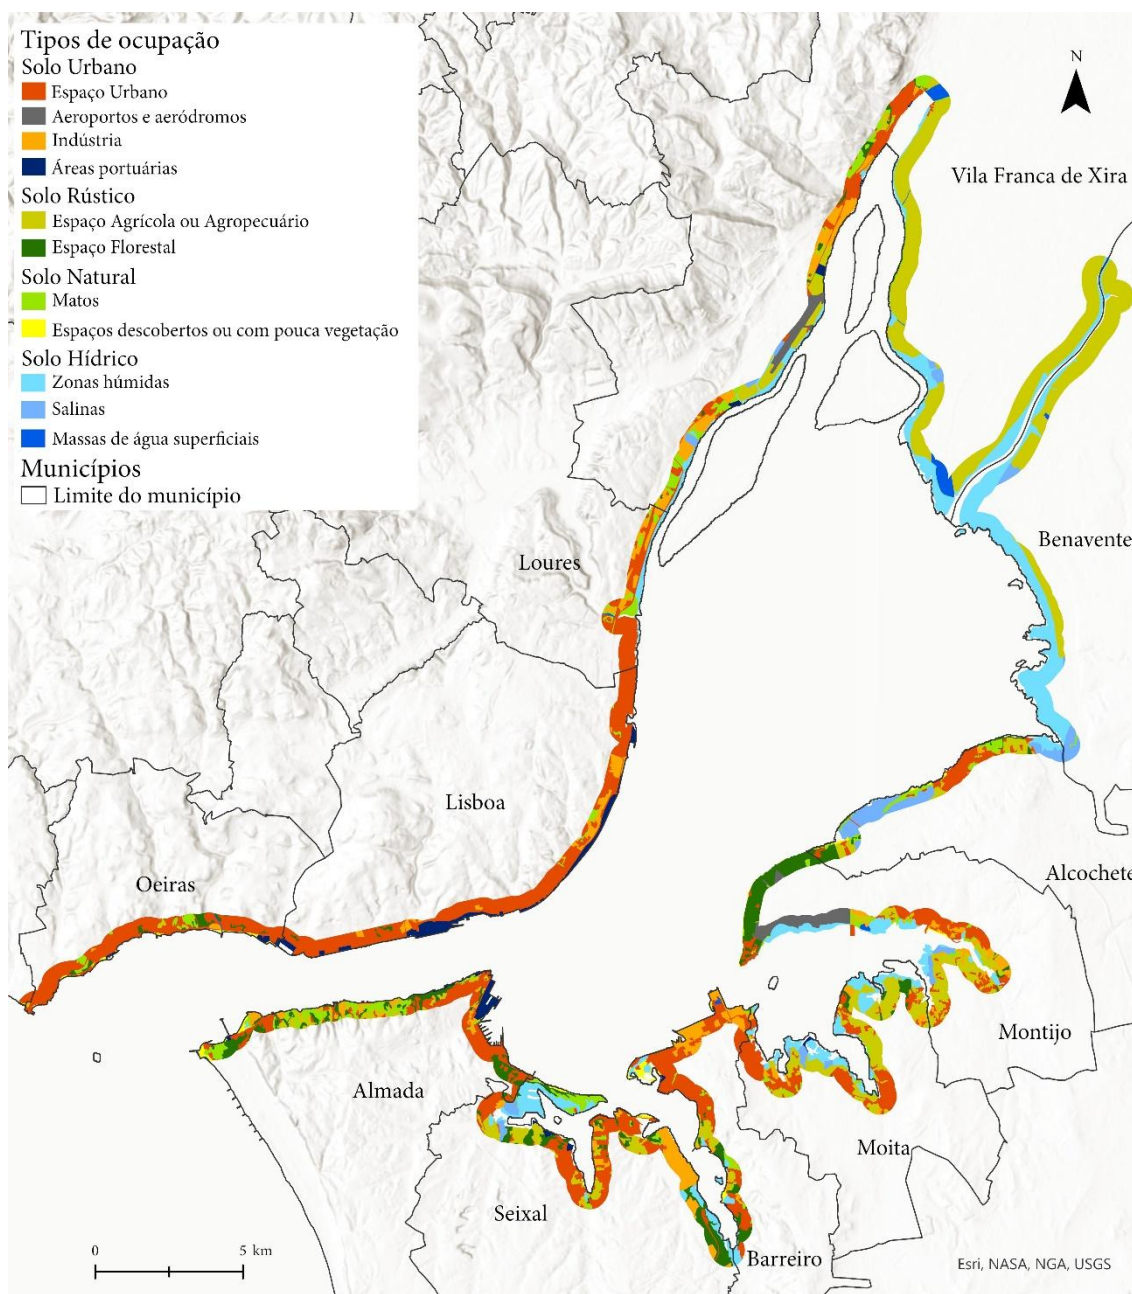 Tipos de ocupação
Solo Urbano
Espaço Urbano
Aeroportos e aeródromos
Indústria
Áreas portuárias
Solo Rústico
Espaço Agrícola ou Agropecuário
Espaço Florestal
Solo Natural
Matos
Espaços descobertos ou com pouca vegetação
Solo Hídrico
Zonas húmidas
Salinas
Massas de água superficiais
Municípios
Limite do município
N
Vila Franca de Xira
Benavente
Loures
Lisboa
Oeiras
Alcochete
Montijo
Almada
Moita
Seixal
Barreiro
0 5 km
Esri, NASA, NGA, USGS